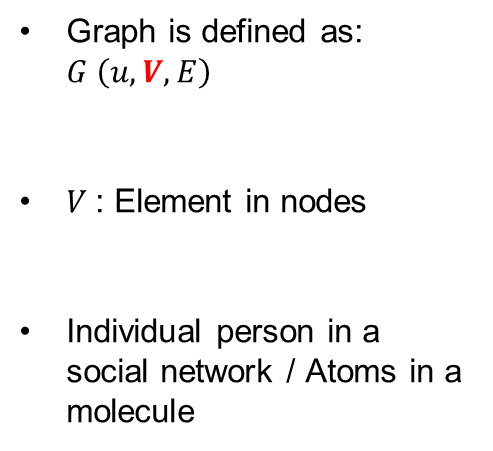 • Graph is defined as:
G (u, V, E)
• V : Element in nodes
• Individual person in a
social network / Atoms in a
molecule